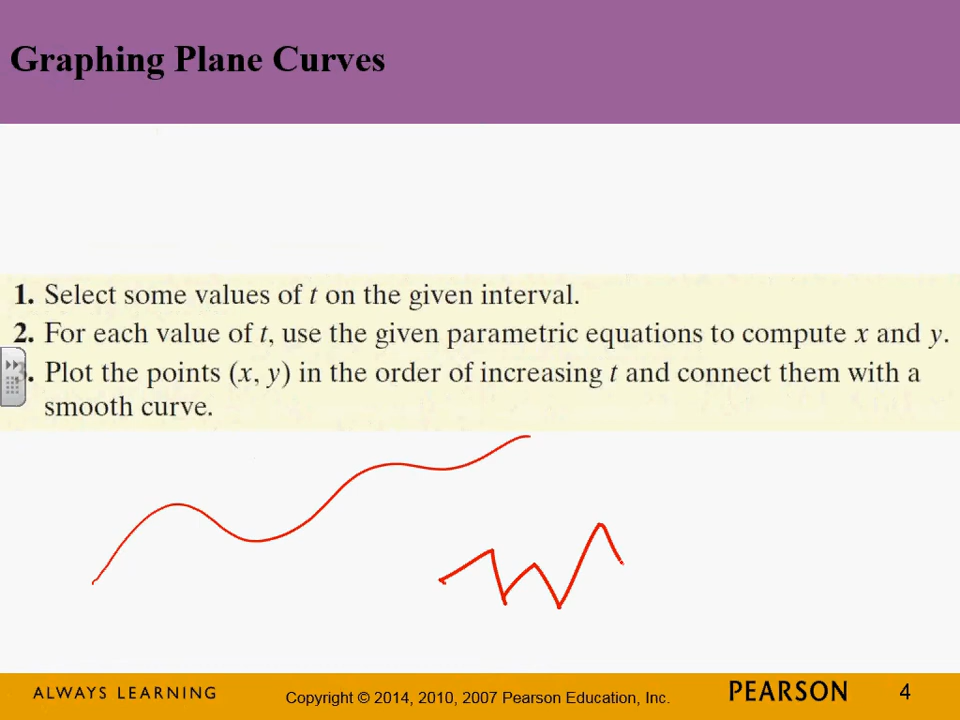 Graphing Plane Curves
1. Select some values of t on the given interval.
2. For each value of t, use the given parametric equations to compute x and y.
3. Plot the points (x, y) in the order of increasing t and connect them with a
smooth curve.
ALWAYS LEARNING
Copyright © 2014, 2010, 2007 Pearson Education, Inc.
PEARSON
4